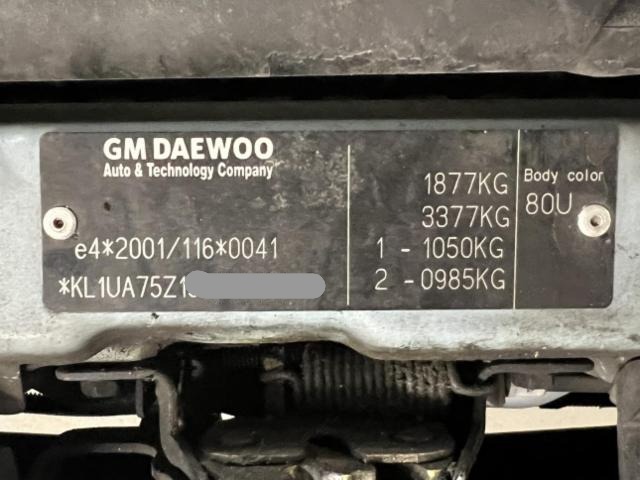 GM DAEWOO
Auto & Technology Company
e4*2001/116*0041
*KL1UA75Z1
1877KG
3377KG
1 - 1050KG
2 - 0985KG
Body color
80U